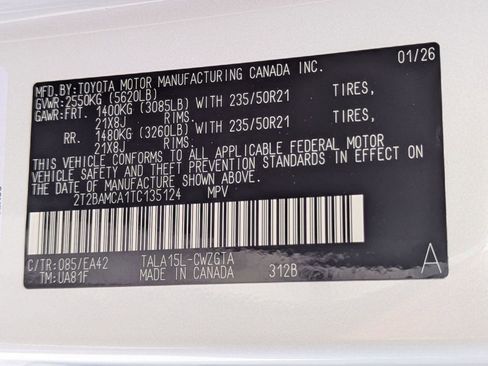 MFD.BY:TOYOTA MOTOR MANUFACTURING CANADA INC. 01/26
GVWR:2550KG (5620LB)
GAWR:FRT. 1400KG (3085LB) WITH 235/50R21 TIRES,
21X8J RIMS.
RR. 1480KG (3260LB) WITH 235/50R21 TIRES,
21X8J RIMS.
THIS VEHICLE CONFORMS TO ALL APPLICABLE FEDERAL MOTOR
VEHICLE SAFETY AND THEFT PREVENTION STANDARDS IN EFFECT ON
THE DATE OF MANUFACTURE SHOWN ABOVE.
2T2BAMCA1TC135124 MPV
C/TR:085/EA42 TALA15L-CWZGTA A
TM:UA81F MADE IN CANADA 312B